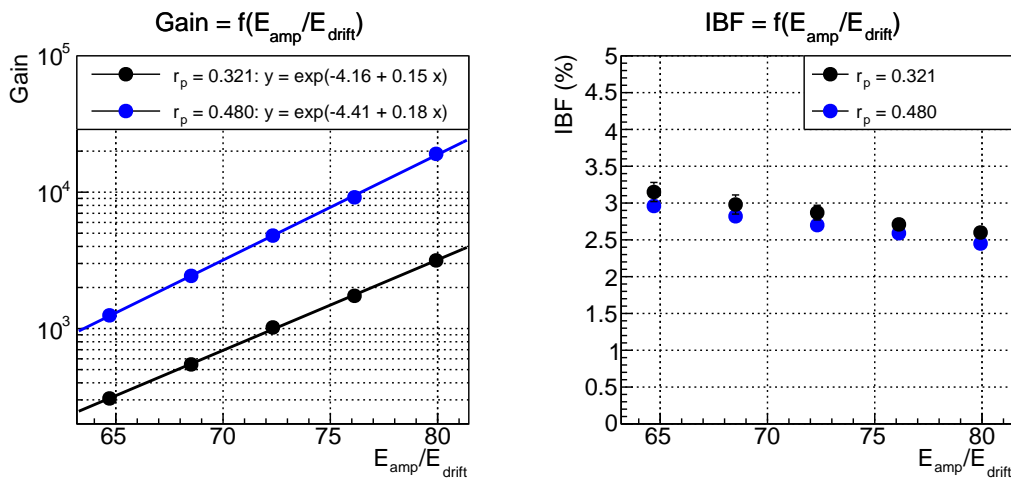 Gain = f(E_amp/E_drift)
Gain
10^5
10^4
10^3
r_p = 0.321: y = exp(-4.16 + 0.15 x)
r_p = 0.480: y = exp(-4.41 + 0.18 x)
65 70 75 80
E_amp/E_drift
IBF = f(E_amp/E_drift)
IBF (%)
5
4.5
4
3.5
3
2.5
2
1.5
1
0.5
0
r_p = 0.321
r_p = 0.480
65 70 75 80
E_amp/E_drift